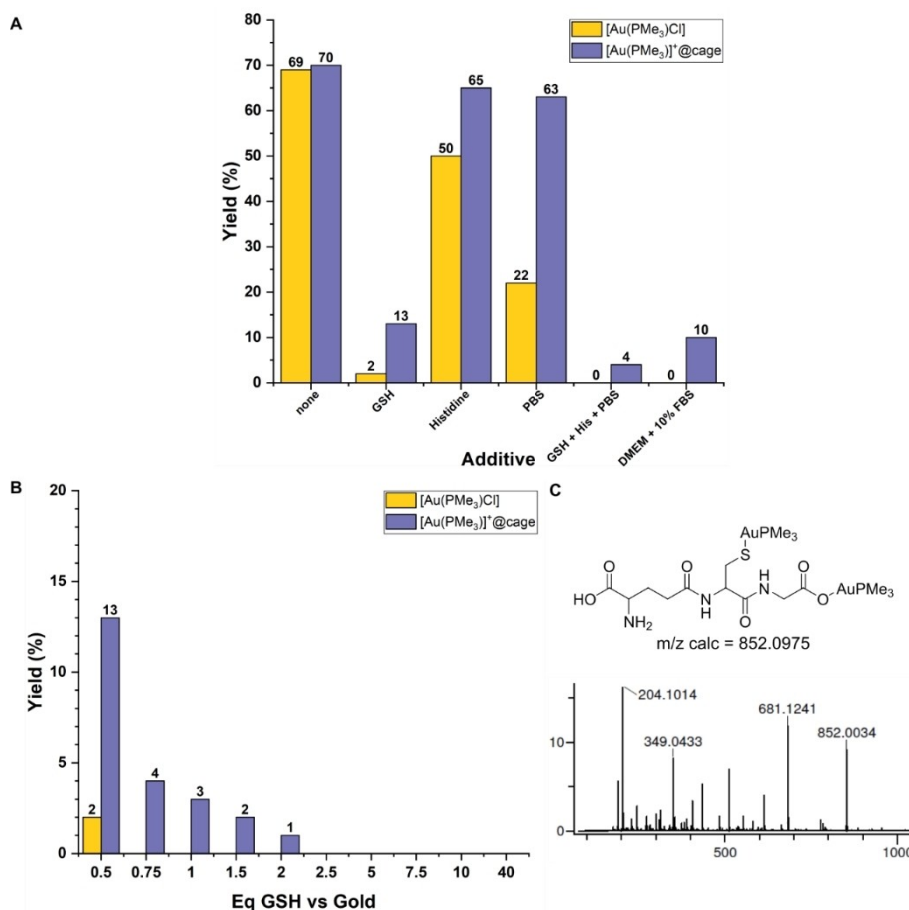 A
[Au(PMe₃)Cl]
[Au(PMe₃)]⁺@cage
80
70
60
50
40
30
20
10
0
Yield (%)
69 70
2 13
50 65
22 63
0 4
0 10
none GSH Histidine PBS GSH + His + PBS DMEM + 10% FBS
Additive
B
[Au(PMe₃)Cl]
[Au(PMe₃)]⁺@cage
20
15
10
5
0
Yield (%)
2 13
4
3
2
1
0.5 0.75 1 1.5 2 2.5 5 7.5 10 40
Eq GSH vs Gold
C
AuPMe₃
S
O O H O
HO N N O AuPMe₃
NH₂ H O
m/z calc = 852.0975
204.1014
681.1241
349.0433 852.0034
10
0
500 1000